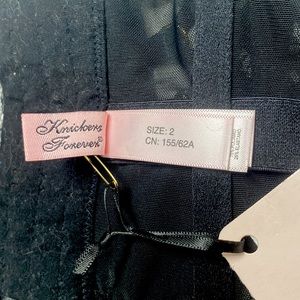 Knickers
Forever®
SIZE: 2
CN: 155/62A